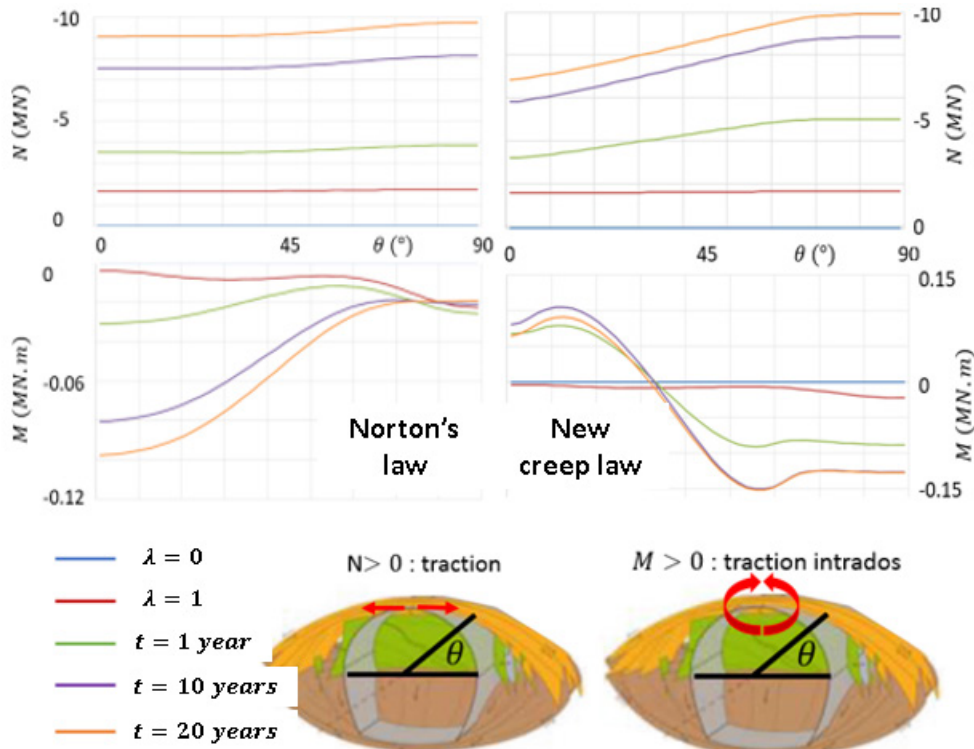 -10
-5
0
N (MN)
0
45
θ (°)
90
-10
-5
0
N (MN)
0
45
θ (°)
90
0
-0.06
-0.12
M (MN.m)
Norton's
law
0.15
0
-0.15
M (MN.m)
New
creep law
λ = 0
λ = 1
t = 1 year
t = 10 years
t = 20 years
N> 0 : traction
θ
M > 0 : traction intrados
θ